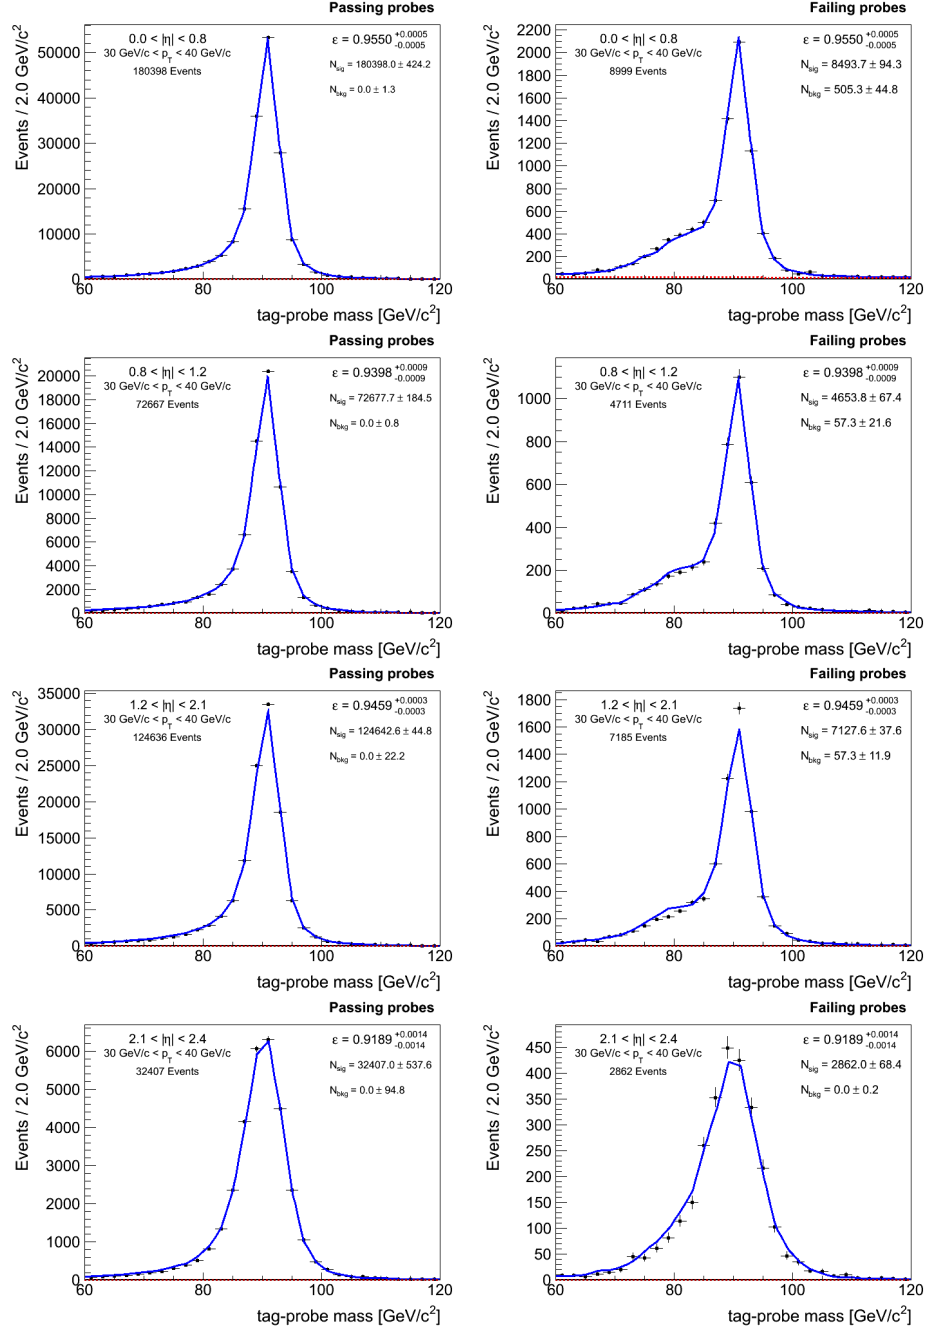 Passing probes
Events / 2.0 GeV/c²
0.0 < |η| < 0.8
30 GeV/c < p_T < 40 GeV/c
180398 Events
ε = 0.9550 +0.0005 -0.0005
N_sig = 180398.0 ± 424.2
N_bkg = 0.0 ± 1.3
50000
40000
30000
20000
10000
0
60 80 100 120
tag-probe mass [GeV/c²]
Failing probes
Events / 2.0 GeV/c²
0.0 < |η| < 0.8
30 GeV/c < p_T < 40 GeV/c
8999 Events
ε = 0.9550 +0.0005 -0.0005
N_sig = 8493.7 ± 94.3
N_bkg = 505.3 ± 44.8
2200
2000
1800
1600
1400
1200
1000
800
600
400
200
0
60 80 100 120
tag-probe mass [GeV/c²]
Passing probes
Events / 2.0 GeV/c²
0.8 < |η| < 1.2
30 GeV/c < p_T < 40 GeV/c
72667 Events
ε = 0.9398 +0.0009 -0.0009
N_sig = 72677.7 ± 184.5
N_bkg = 0.0 ± 0.8
20000
18000
16000
14000
12000
10000
8000
6000
4000
2000
0
60 80 100 120
tag-probe mass [GeV/c²]
Failing probes
Events / 2.0 GeV/c²
0.8 < |η| < 1.2
30 GeV/c < p_T < 40 GeV/c
4711 Events
ε = 0.9398 +0.0009 -0.0009
N_sig = 4653.8 ± 67.4
N_bkg = 57.3 ± 21.6
1000
800
600
400
200
0
60 80 100 120
tag-probe mass [GeV/c²]
Passing probes
Events / 2.0 GeV/c²
1.2 < |η| < 2.1
30 GeV/c < p_T < 40 GeV/c
124636 Events
ε = 0.9459 +0.0003 -0.0003
N_sig = 124642.6 ± 44.8
N_bkg = 0.0 ± 22.2
35000
30000
25000
20000
15000
10000
5000
0
60 80 100 120
tag-probe mass [GeV/c²]
Failing probes
Events / 2.0 GeV/c²
1.2 < |η| < 2.1
30 GeV/c < p_T < 40 GeV/c
7185 Events
ε = 0.9459 +0.0003 -0.0003
N_sig = 7127.6 ± 37.6
N_bkg = 57.3 ± 11.9
1800
1600
1400
1200
1000
800
600
400
200
0
60 80 100 120
tag-probe mass [GeV/c²]
Passing probes
Events / 2.0 GeV/c²
2.1 < |η| < 2.4
30 GeV/c < p_T < 40 GeV/c
32407 Events
ε = 0.9189 +0.0014 -0.0014
N_sig = 32407.0 ± 537.6
N_bkg = 0.0 ± 94.8
6000
5000
4000
3000
2000
1000
0
60 80 100 120
tag-probe mass [GeV/c²]
Failing probes
Events / 2.0 GeV/c²
2.1 < |η| < 2.4
30 GeV/c < p_T < 40 GeV/c
2862 Events
ε = 0.9189 +0.0014 -0.0014
N_sig = 2862.0 ± 68.4
N_bkg = 0.0 ± 0.2
450
400
350
300
250
200
150
100
50
0
60 80 100 120
tag-probe mass [GeV/c²]